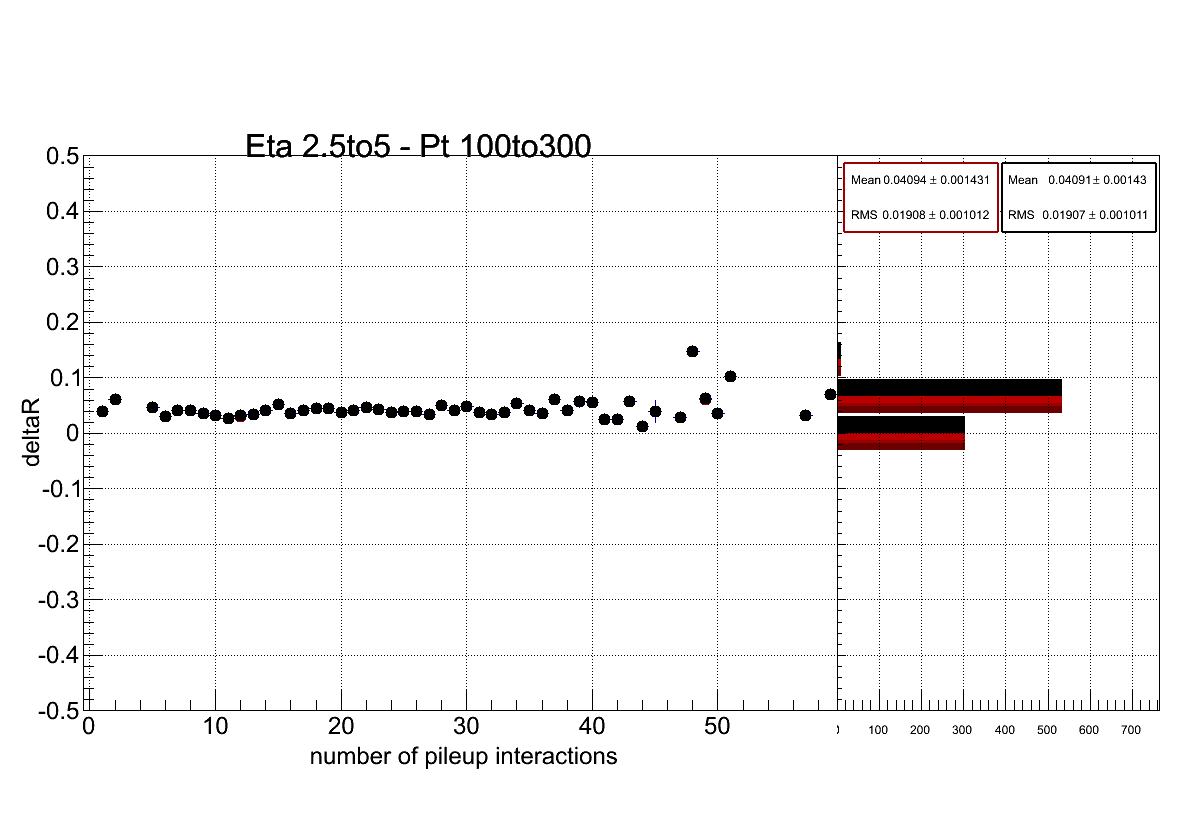 Eta 2.5to5 - Pt 100to300
0.5
0.4
0.3
0.2
0.1
0
-0.1
-0.2
-0.3
-0.4
-0.5
deltaR
0 10 20 30 40 50
number of pileup interactions
Mean 0.04094 ± 0.001431
RMS 0.01908 ± 0.001012
Mean 0.04091 ± 0.00143
RMS 0.01907 ± 0.001011
100 200 300 400 500 600 700